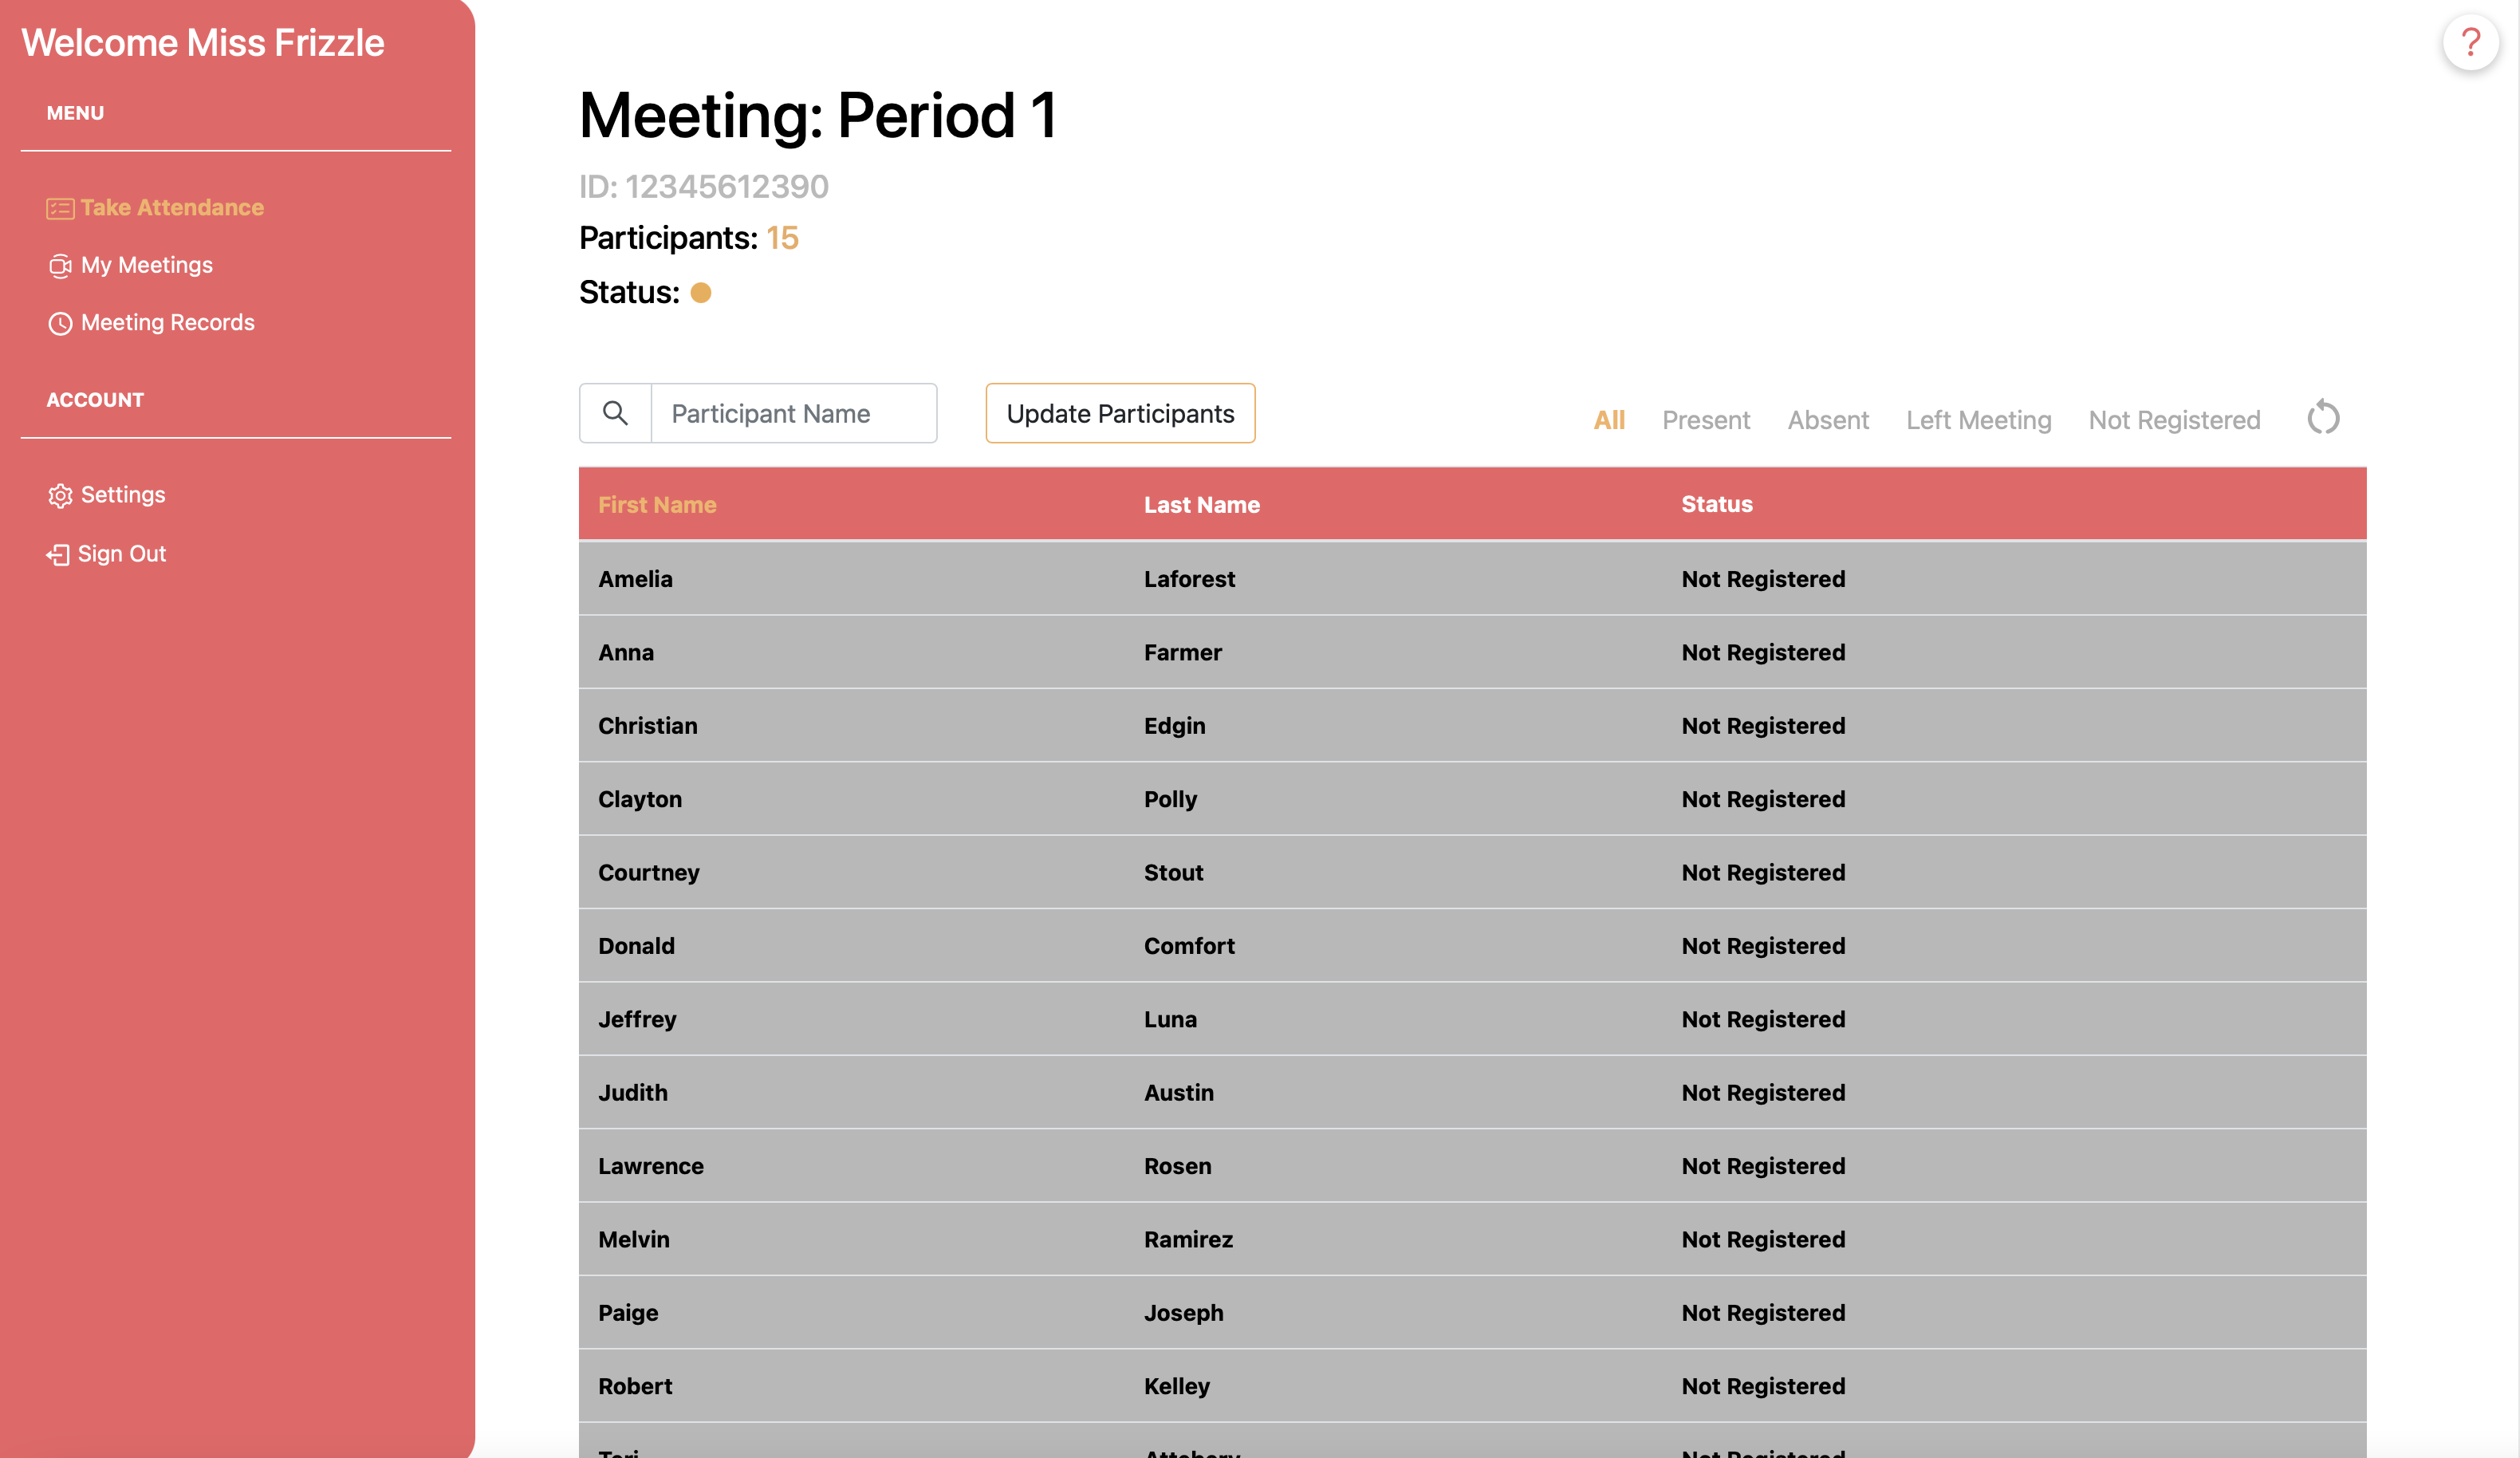 Welcome Miss Frizzle
MENU
Take Attendance
My Meetings
Meeting Records
ACCOUNT
Settings
Sign Out
?
Meeting: Period 1
ID: 12345612390
Participants: 15
Status:
Participant Name
Update Participants
All Present Absent Left Meeting Not Registered
First Name Last Name Status
Amelia Laforest Not Registered
Anna Farmer Not Registered
Christian Edgin Not Registered
Clayton Polly Not Registered
Courtney Stout Not Registered
Donald Comfort Not Registered
Jeffrey Luna Not Registered
Judith Austin Not Registered
Lawrence Rosen Not Registered
Melvin Ramirez Not Registered
Paige Joseph Not Registered
Robert Kelley Not Registered
Not Registered